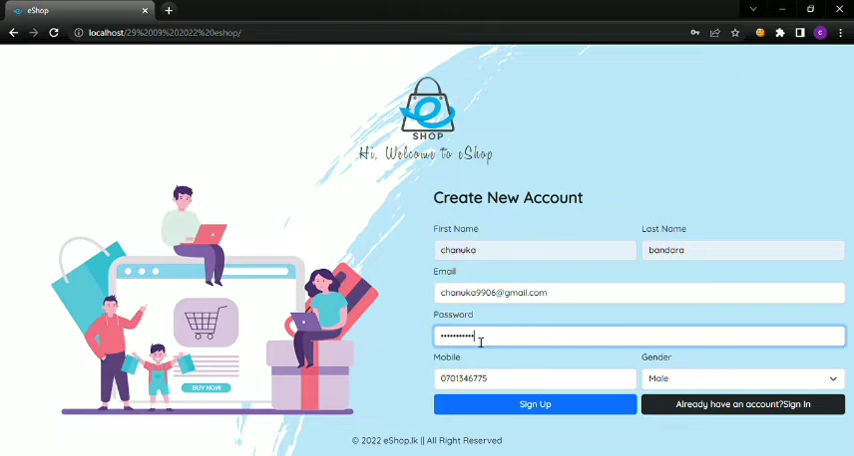 eShop
localhost/29%2009%202022%20eshop/
e
SHOP
Hi, Welcome to eShop
Create New Account
First Name Last Name
chanuka bandara
Email
chanuka9906@gmail.com
Password
•••••••••••
Mobile Gender
0701346775 Male
Sign Up Already have an account?Sign In
BUY NOW
© 2022 eShop.lk || All Right Reserved